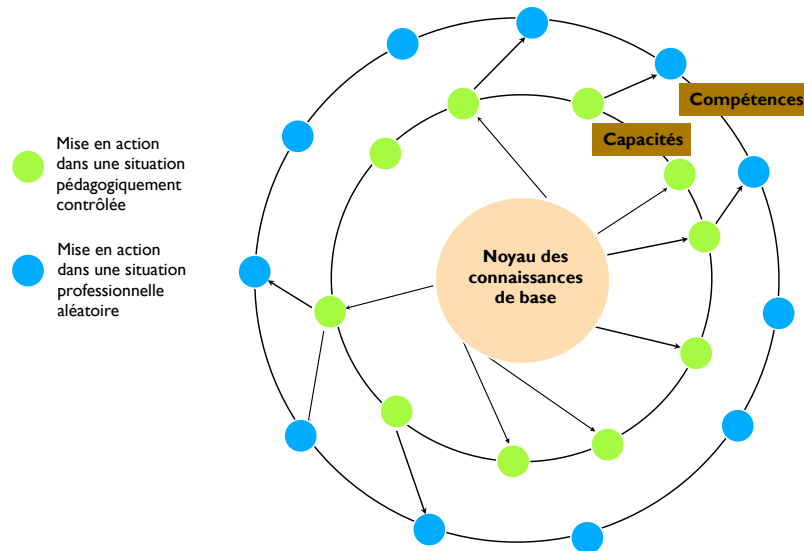 Compétences
Capacités
Mise en action
dans une situation
pédagogiquement
contrôlée
Mise en action
dans une situation
professionnelle
aléatoire
Noyau des
connaissances
de base